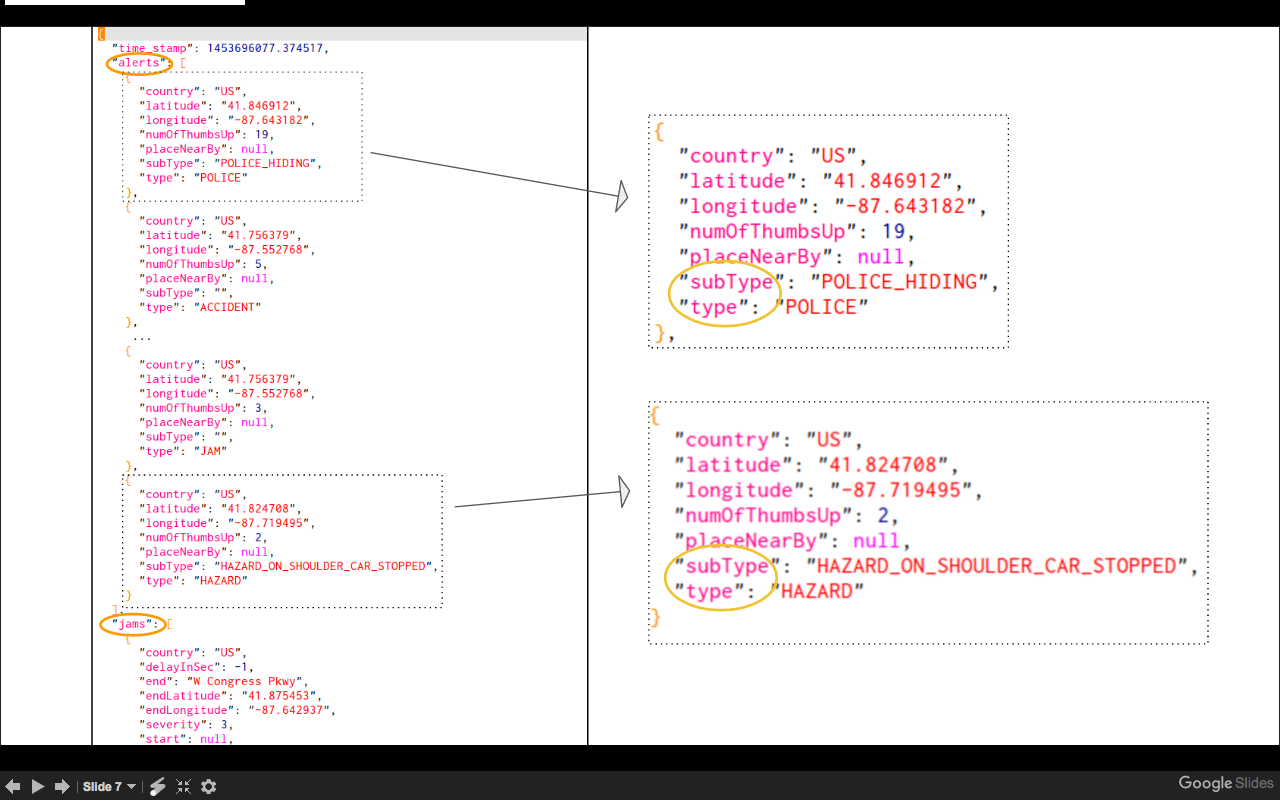 {
"time_stamp": 1453696077.374517,
"alerts": [
{
"country": "US",
"latitude": "41.846912",
"longitude": "-87.643182",
"numOfThumbsUp": 19,
"placeNearBy": null,
"subType": "POLICE_HIDING",
"type": "POLICE"
},
{
"country": "US",
"latitude": "41.756379",
"longitude": "-87.552768",
"numOfThumbsUp": 5,
"placeNearBy": null,
"subType": "",
"type": "ACCIDENT"
},
...
{
"country": "US",
"latitude": "41.756379",
"longitude": "-87.552768",
"numOfThumbsUp": 3,
"placeNearBy": null,
"subType": "",
"type": "JAM"
},
{
"country": "US",
"latitude": "41.824708",
"longitude": "-87.719495",
"numOfThumbsUp": 2,
"placeNearBy": null,
"subType": "HAZARD_ON_SHOULDER_CAR_STOPPED",
"type": "HAZARD"
}
],
"jams": [
{
"country": "US",
"delayInSec": -1,
"end": "W Congress Pkwy",
"endLatitude": "41.875453",
"endLongitude": "-87.642937",
"severity": 3,
"start": null,
{
"country": "US",
"latitude": "41.846912",
"longitude": "-87.643182",
"numOfThumbsUp": 19,
"placeNearBy": null,
"subType": "POLICE_HIDING",
"type": "POLICE"
},
{
"country": "US",
"latitude": "41.824708",
"longitude": "-87.719495",
"numOfThumbsUp": 2,
"placeNearBy": null,
"subType": "HAZARD_ON_SHOULDER_CAR_STOPPED",
"type": "HAZARD"
}
Slide 7
Google Slides